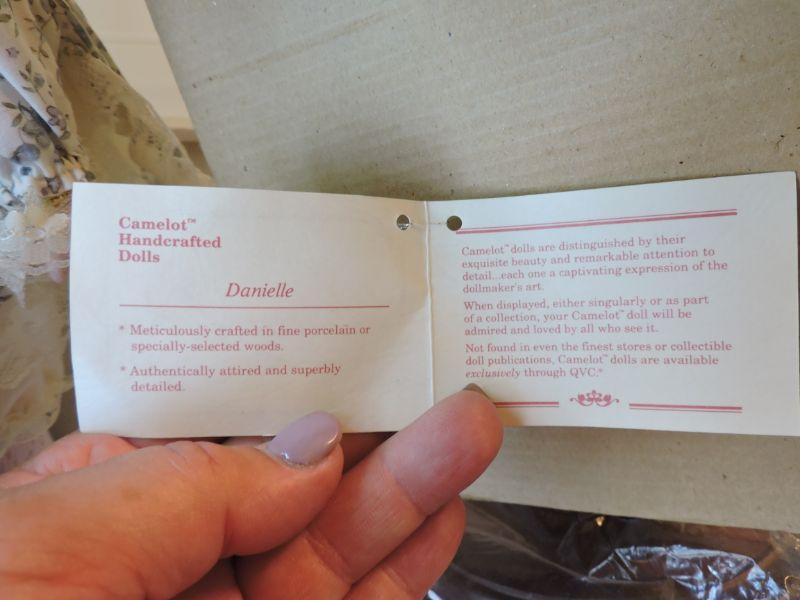 Camelot™
Handcrafted
Dolls
Danielle
* Meticulously crafted in fine porcelain or
specially-selected woods.
* Authentically attired and superbly
detailed.
Camelot™ dolls are distinguished by their
exquisite beauty and remarkable attention to
detail...each one a captivating expression of the
dollmaker's art.
When displayed, either singularly or as part
of a collection, your Camelot™ doll will be
admired and loved by all who see it.
Not found in even the finest stores or collectible
doll publications, Camelot™ dolls are available
exclusively through QVC.*